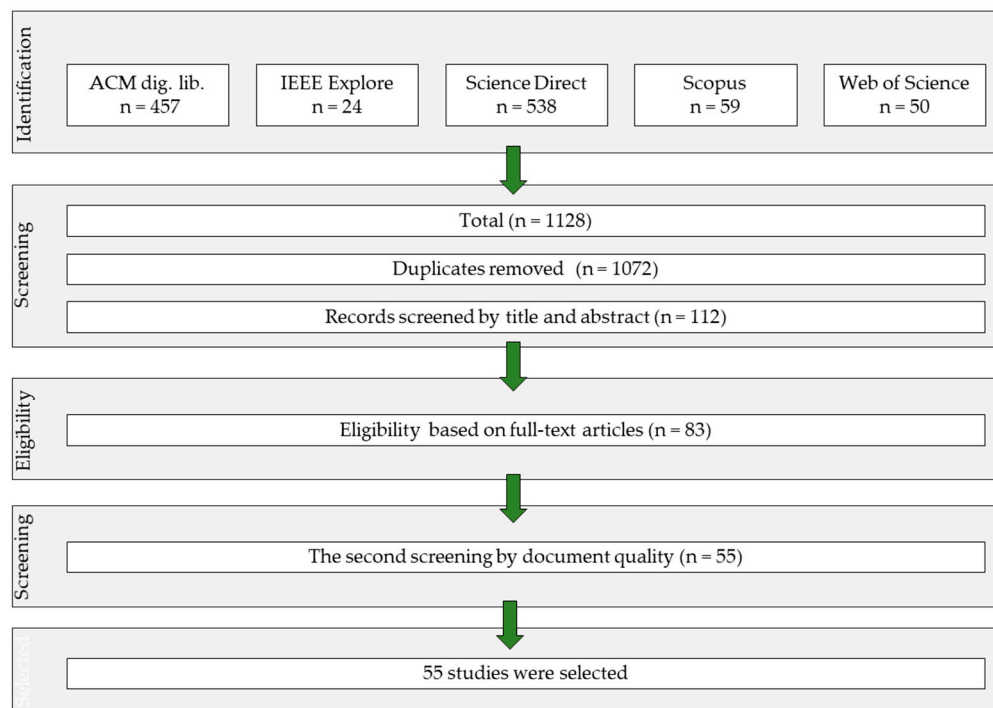 Identification
ACM dig. lib.
n = 457
IEEE Explore
n = 24
Science Direct
n = 538
Scopus
n = 59
Web of Science
n = 50
Screening
Total (n = 1128)
Duplicates removed (n = 1072)
Records screened by title and abstract (n = 112)
Eligibility
Eligibility based on full-text articles (n = 83)
Screening
The second screening by document quality (n = 55)
Selected
55 studies were selected